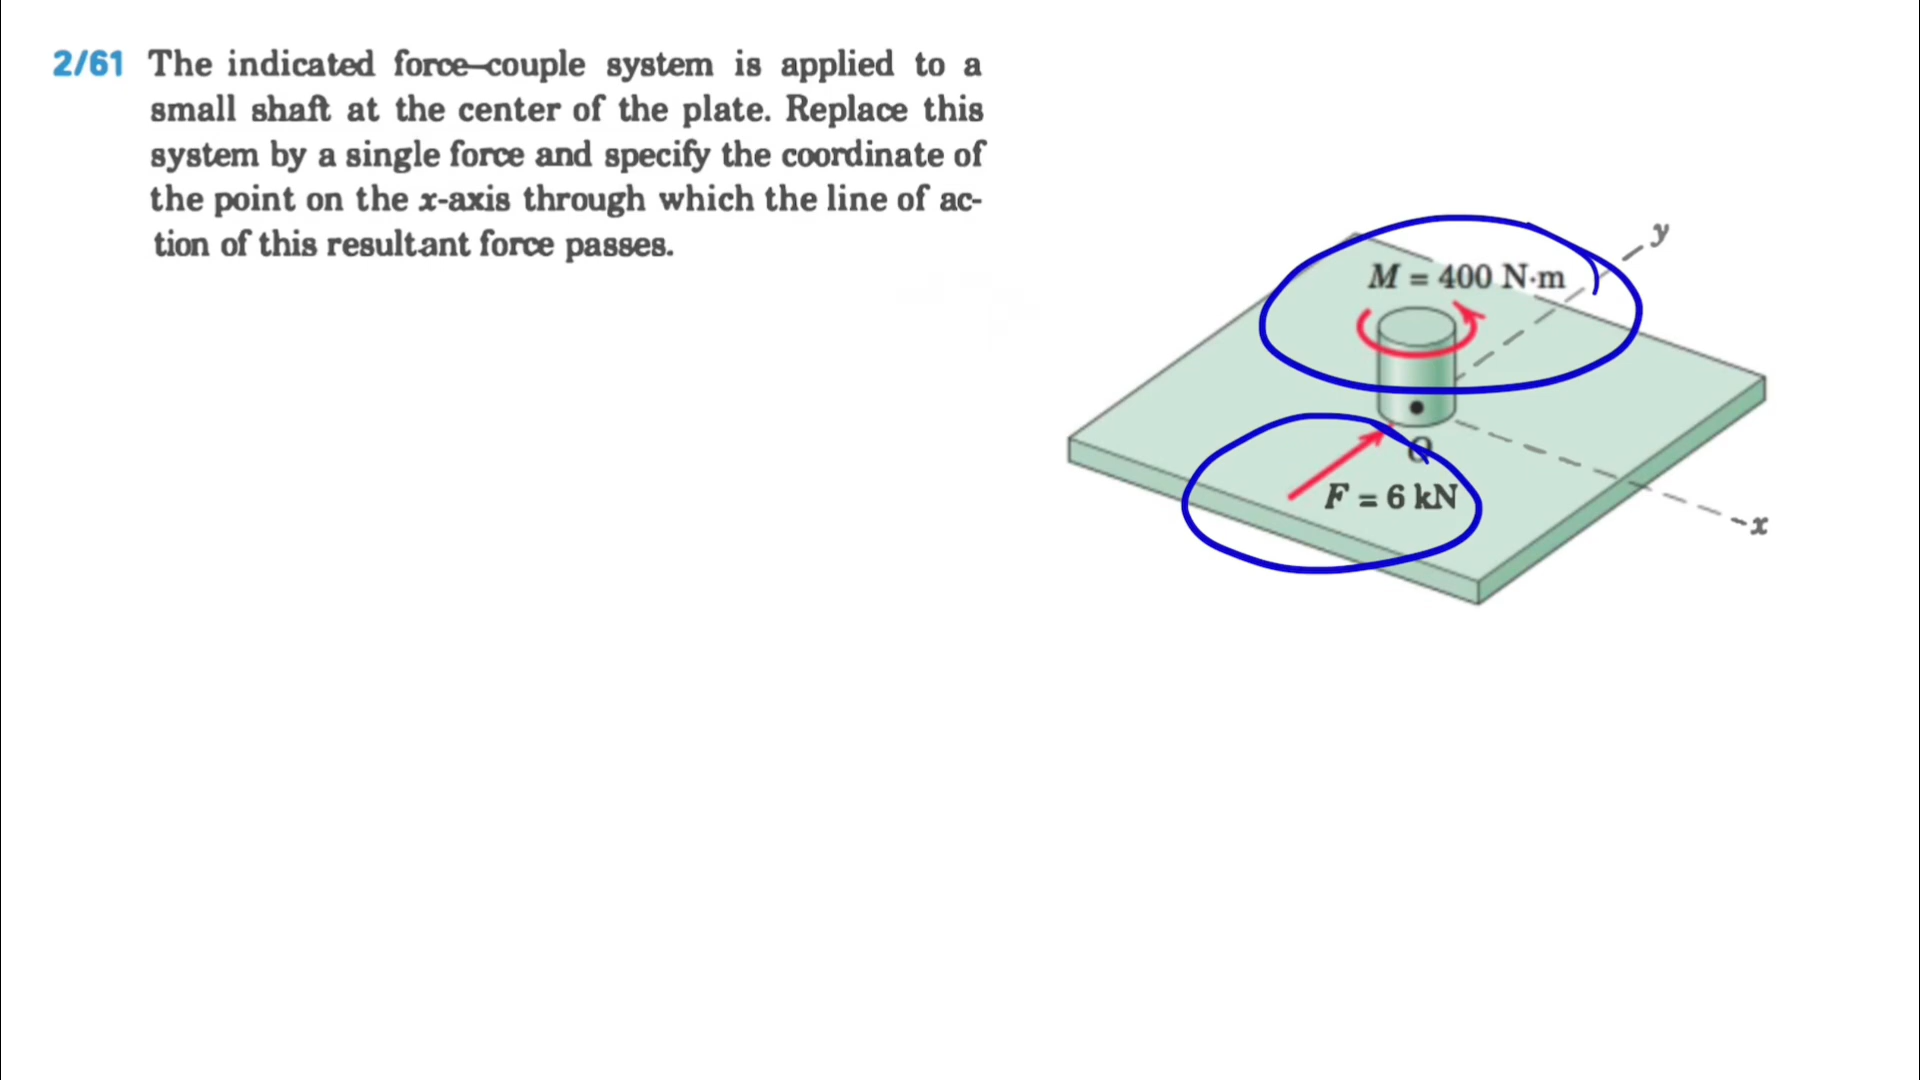 2/61 The indicated force–couple system is applied to a
small shaft at the center of the plate. Replace this
system by a single force and specify the coordinate of
the point on the x-axis through which the line of ac-
tion of this resultant force passes.
y
M = 400 N·m
O
F = 6 kN
x